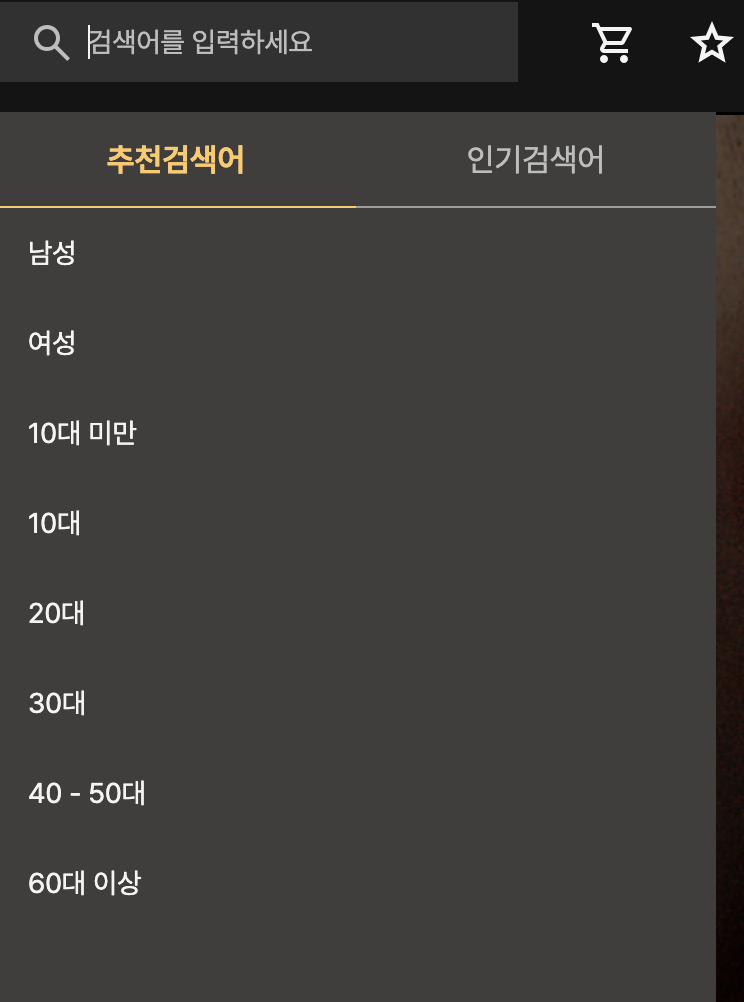 검색어를 입력하세요
추천검색어 인기검색어
남성
여성
10대 미만
10대
20대
30대
40 - 50대
60대 이상